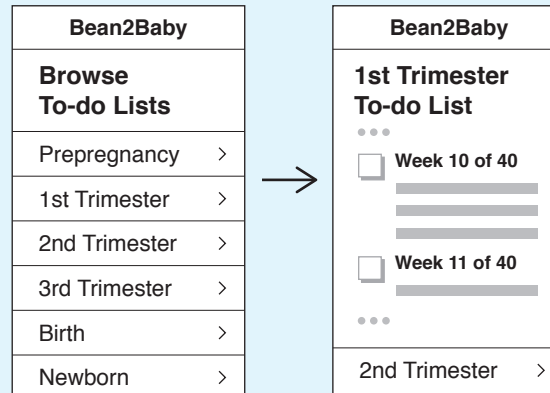 Bean2Baby
Browse
To-do Lists
Prepregnancy
1st Trimester
2nd Trimester
3rd Trimester
Birth
Newborn
Bean2Baby
1st Trimester
To-do List
Week 10 of 40
Week 11 of 40
2nd Trimester